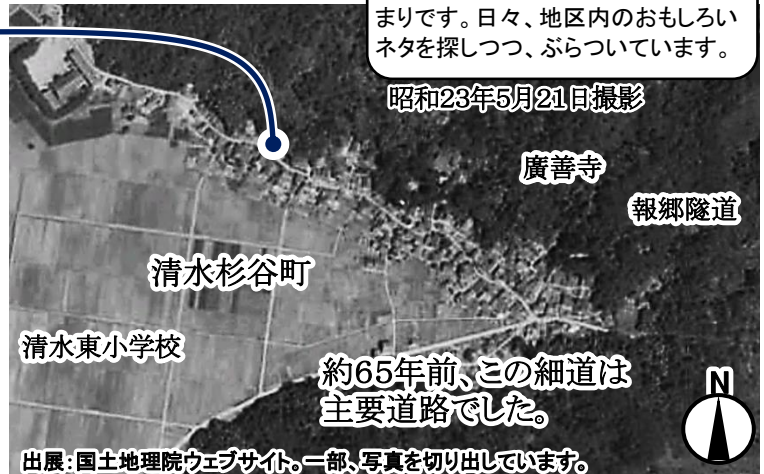 まりです。日々、地区内のおもしろい
ネタを探しつつ、ぶらついています。
昭和23年5月21日撮影
廣善寺
報郷隧道
清水杉谷町
清水東小学校
約65年前、この細道は
主要道路でした。
N
出展：国土地理院ウェブサイト。一部、写真を切り出しています。